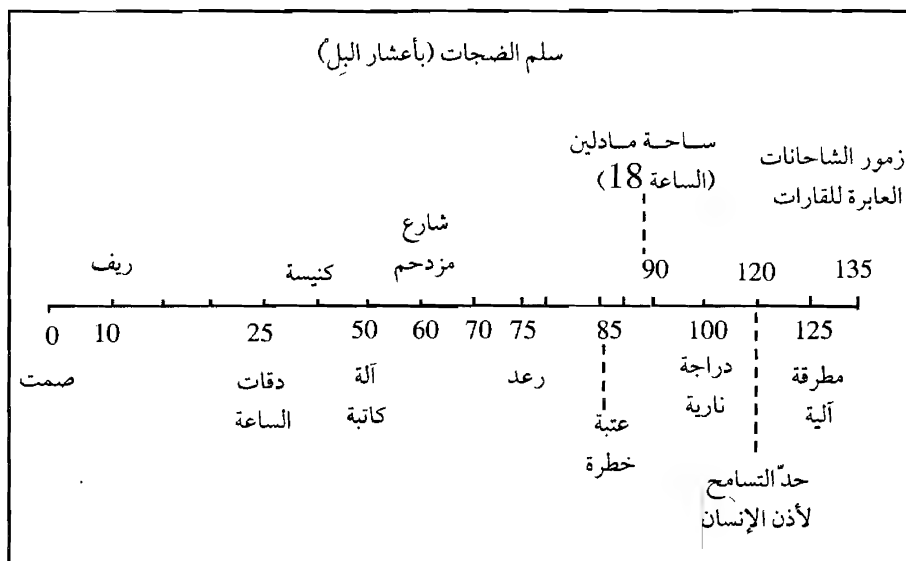 سلم الضجات (بأعشار البِلْ)
ساحة مادلين
(الساعة 18)
زمور الشاحانات
العابرة للقارات
شارع
مزدحم
ريف
كنيسة
90
120
135
0
10
25
50
60
70
75
85
100
125
صمت
دقات
الساعة
آلة
كاتبة
رعد
عتبة
خطرة
دراجة
نارية
مطرقة
آلية
حدّ التسامح
لأذن الإنسان